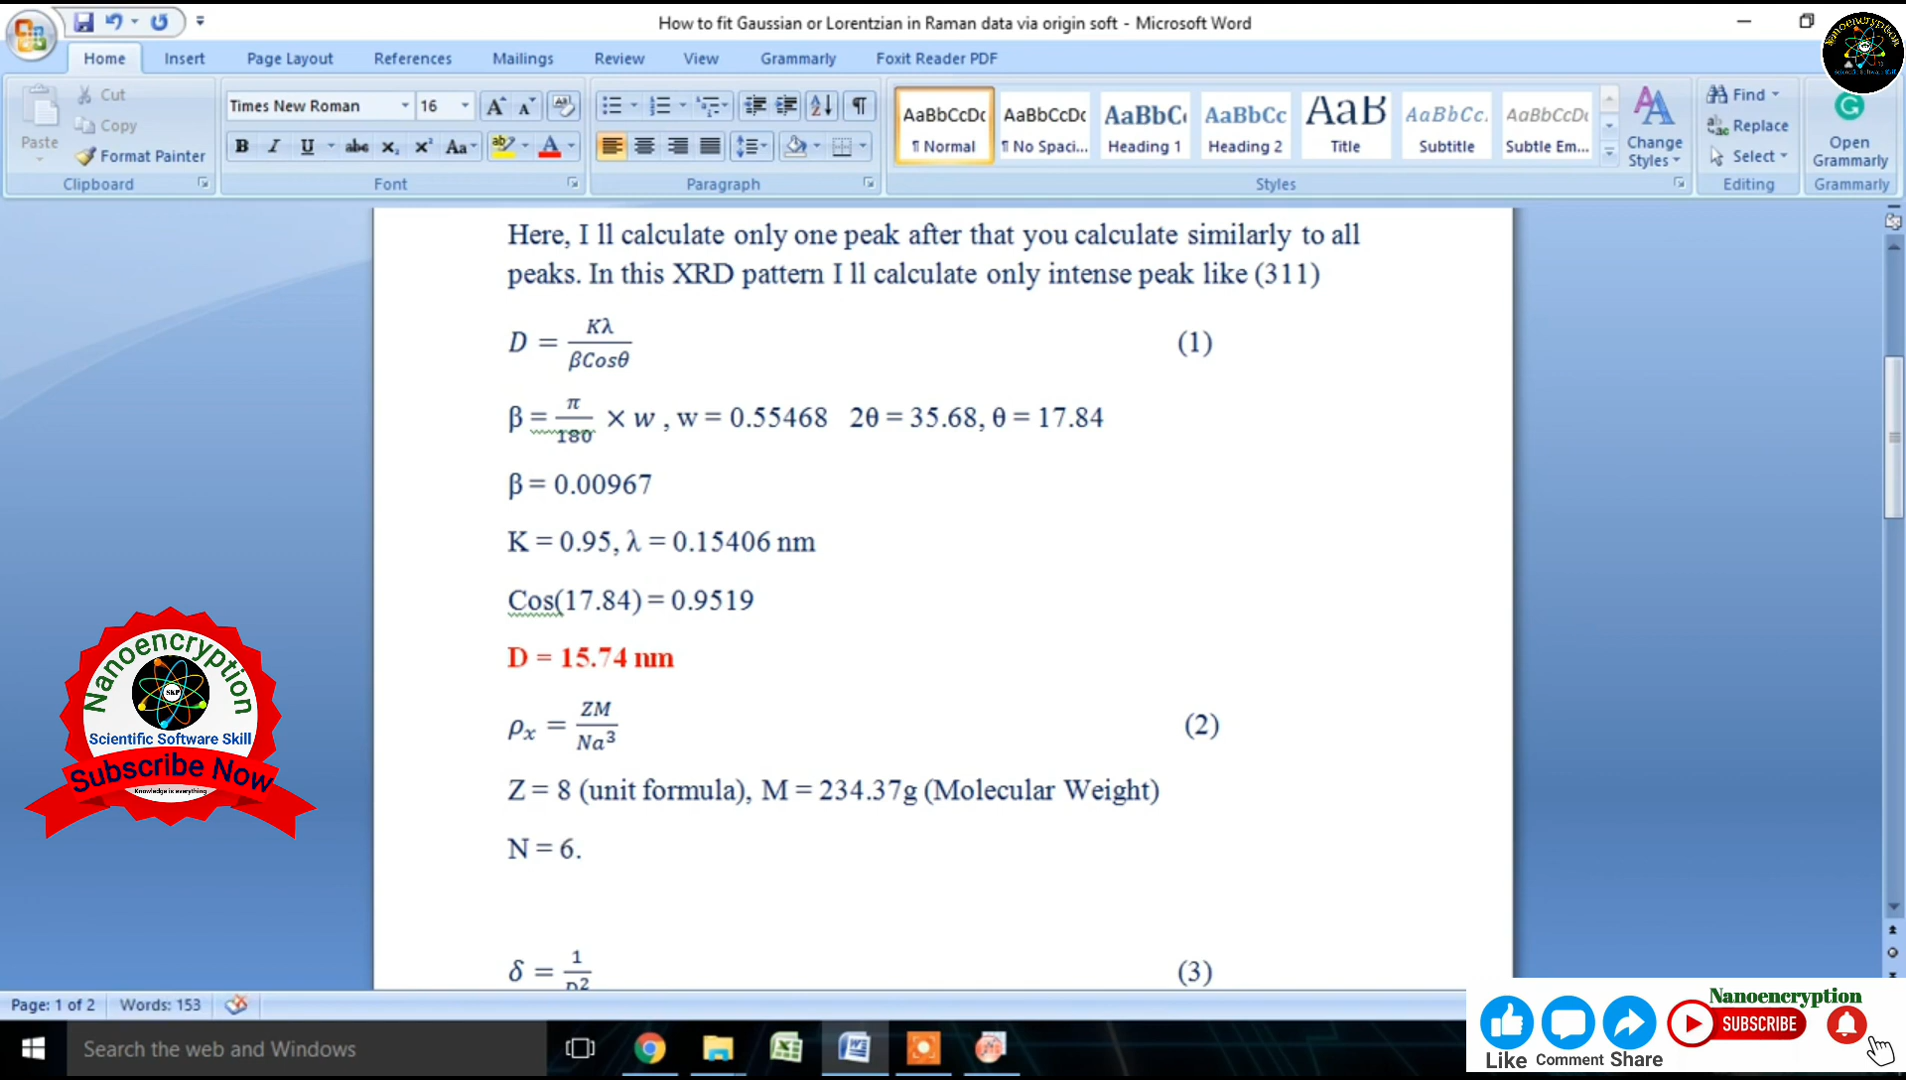 How to fit Gaussian or Lorentzian in Raman data via origin soft - Microsoft Word
Home Insert Page Layout References Mailings Review View Grammarly Foxit Reader PDF
Cut
Copy
Paste
Format Painter
Clipboard
Times New Roman 16
Font
Paragraph
AaBbCcDc AaBbCcDc AaBbC AaBbCc AaB AaBbCc. AaBbCcDc
¶ Normal ¶ No Spaci... Heading 1 Heading 2 Title Subtitle Subtle Em...
Change Styles
Styles
Find
Replace
Select
Editing
Open Grammarly
Grammarly
Here, I ll calculate only one peak after that you calculate similarly to all
peaks. In this XRD pattern I ll calculate only intense peak like (311)
D = Kλ / βCosθ (1)
β = π / 180 × w , w = 0.55468 2θ = 35.68, θ = 17.84
β = 0.00967
K = 0.95, λ = 0.15406 nm
Cos(17.84) = 0.9519
D = 15.74 nm
ρx = ZM / Na³ (2)
Z = 8 (unit formula), M = 234.37g (Molecular Weight)
N = 6.
δ = 1 / D² (3)
Nanoencryption
SKP
Scientific Software Skill
Subscribe Now
Knowledge is everything
Page: 1 of 2 Words: 153
Search the web and Windows
Nanoencryption
SUBSCRIBE
Like Comment Share